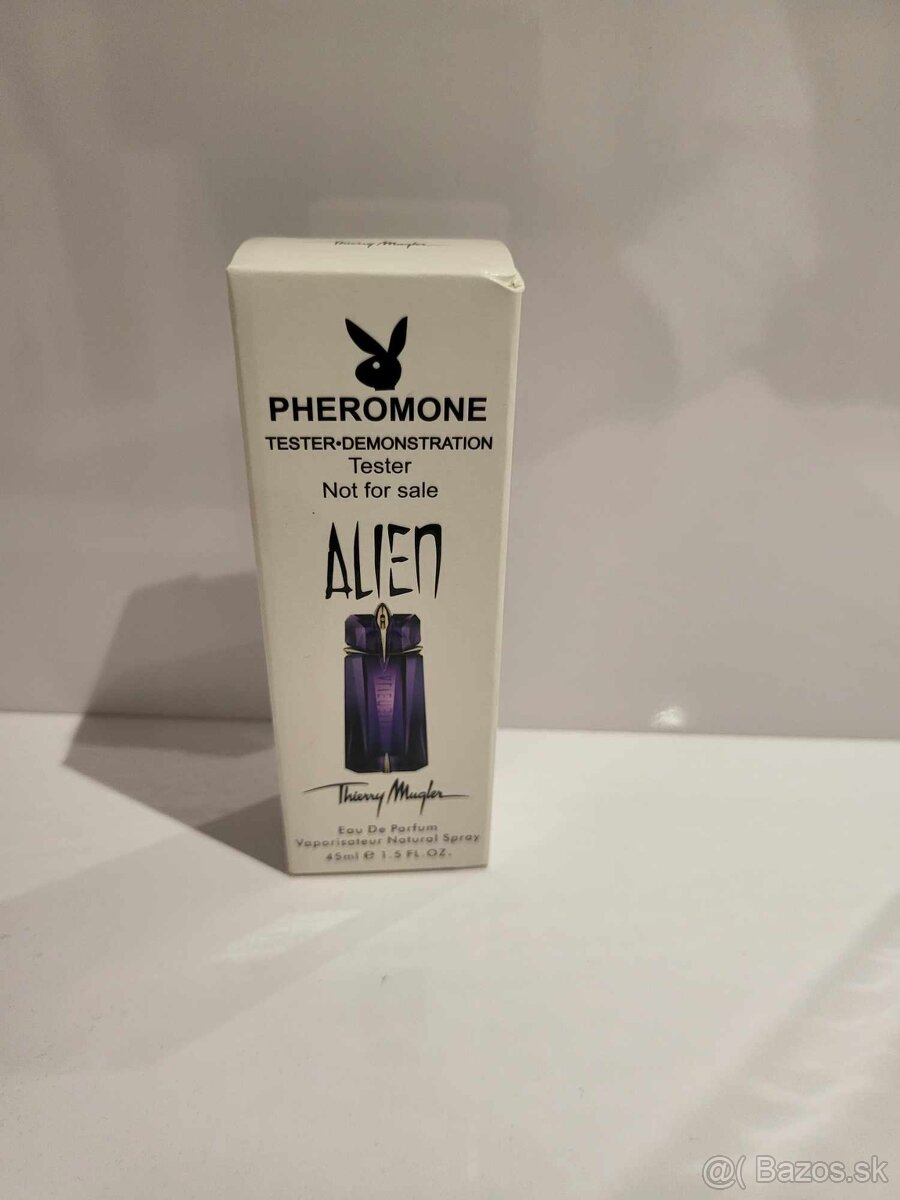 Thierry Mugler
PHEROMONE
TESTER•DEMONSTRATION
Tester
Not for sale
ALIEN
Thierry Mugler
Eau De Parfum
Vaporisateur Natural Spray
45ml e 1.5 FL.OZ.
@( Bazos.sk